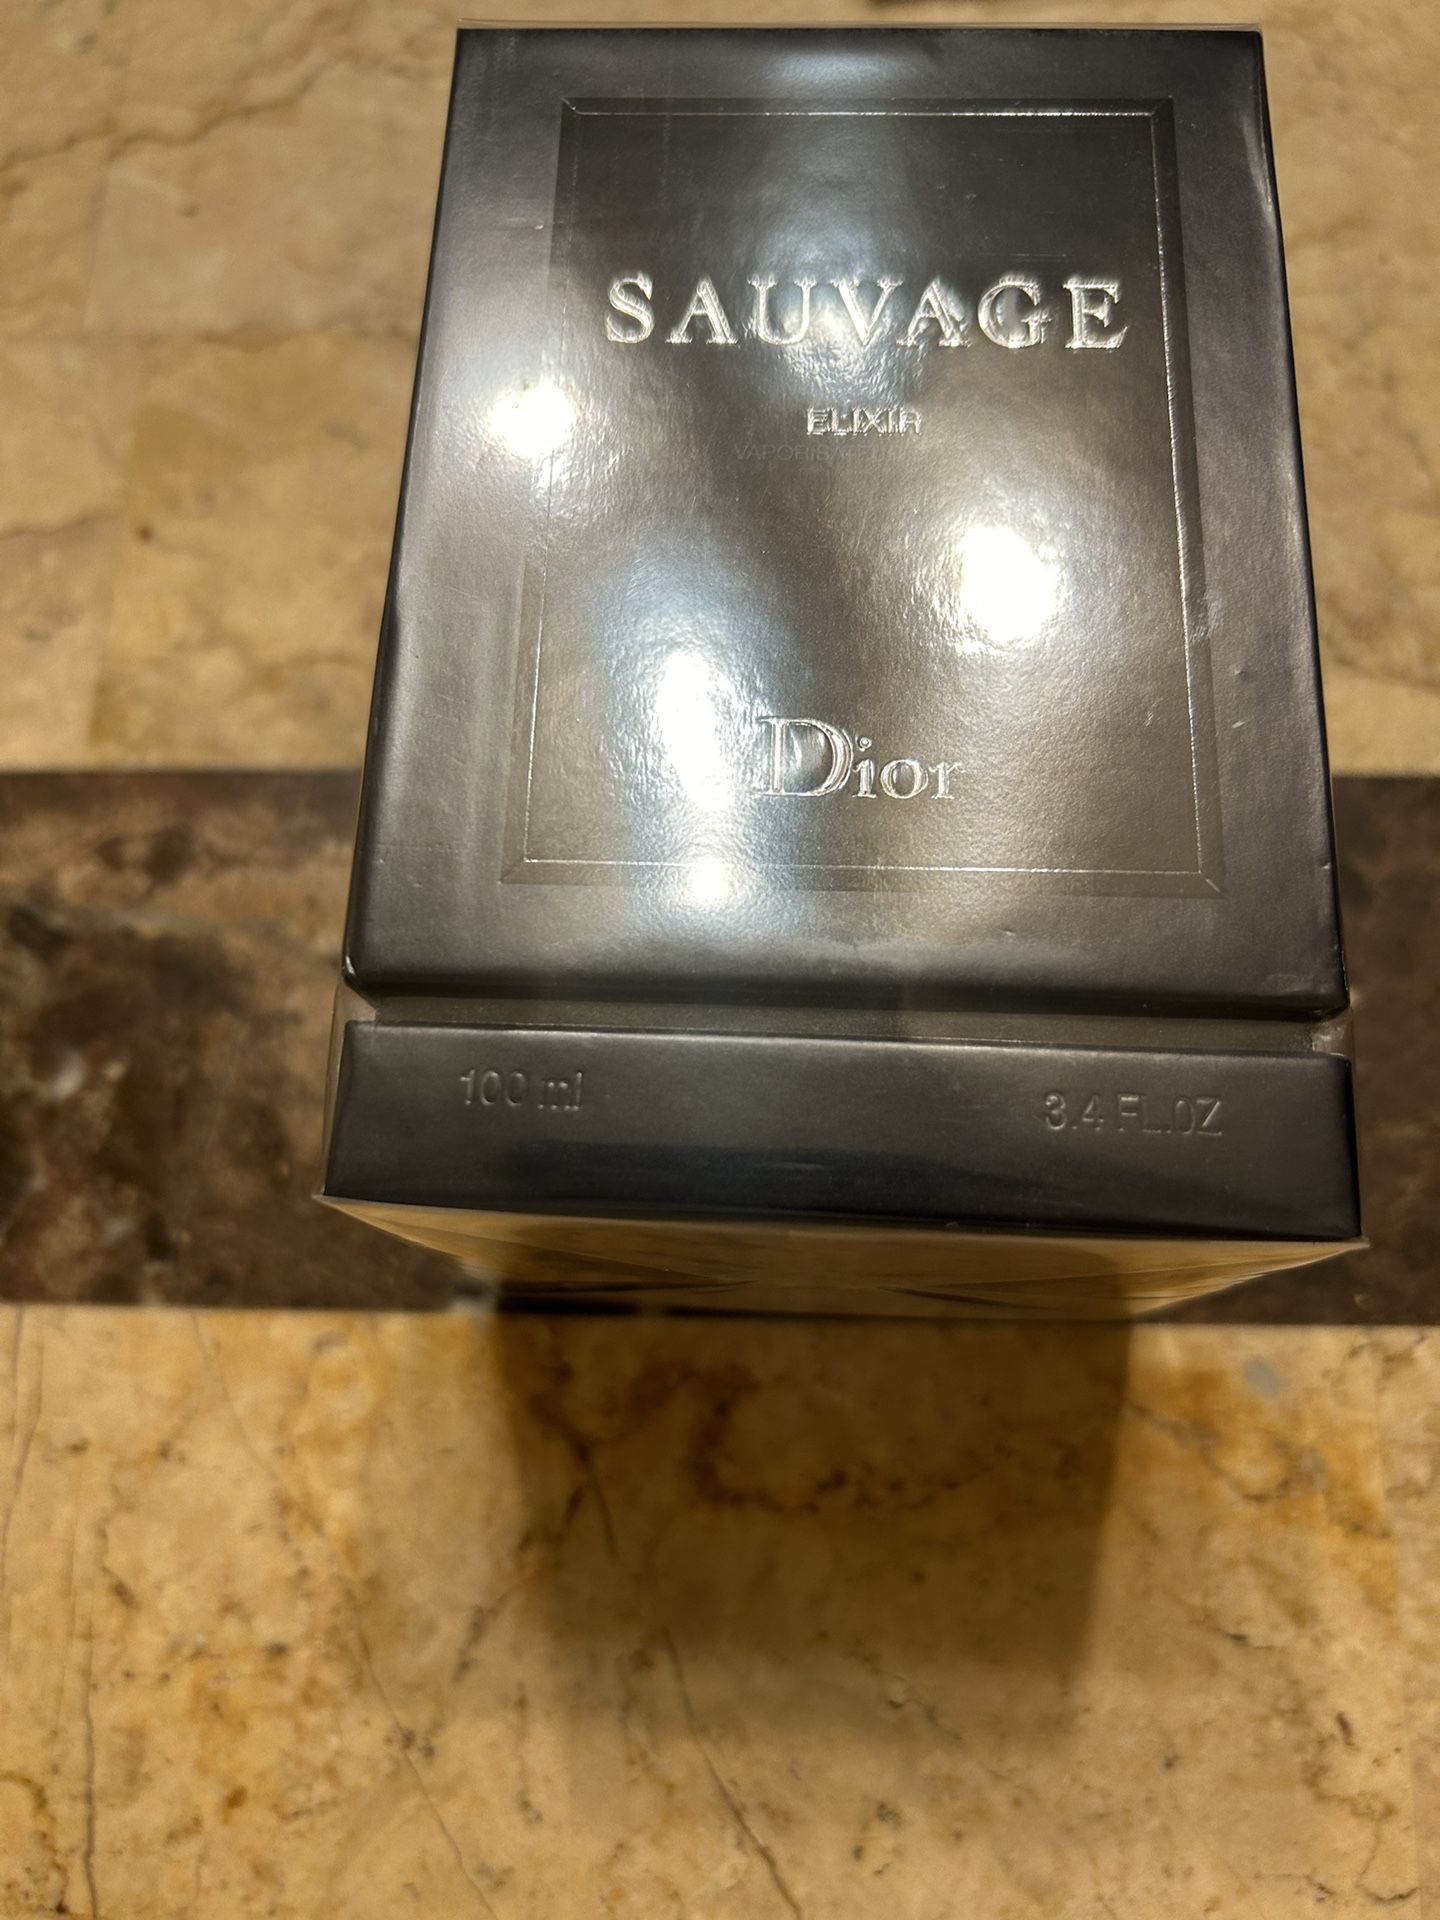 SAUVAGE
ELIXIR
Dior
100 ml
3.4 FL.OZ